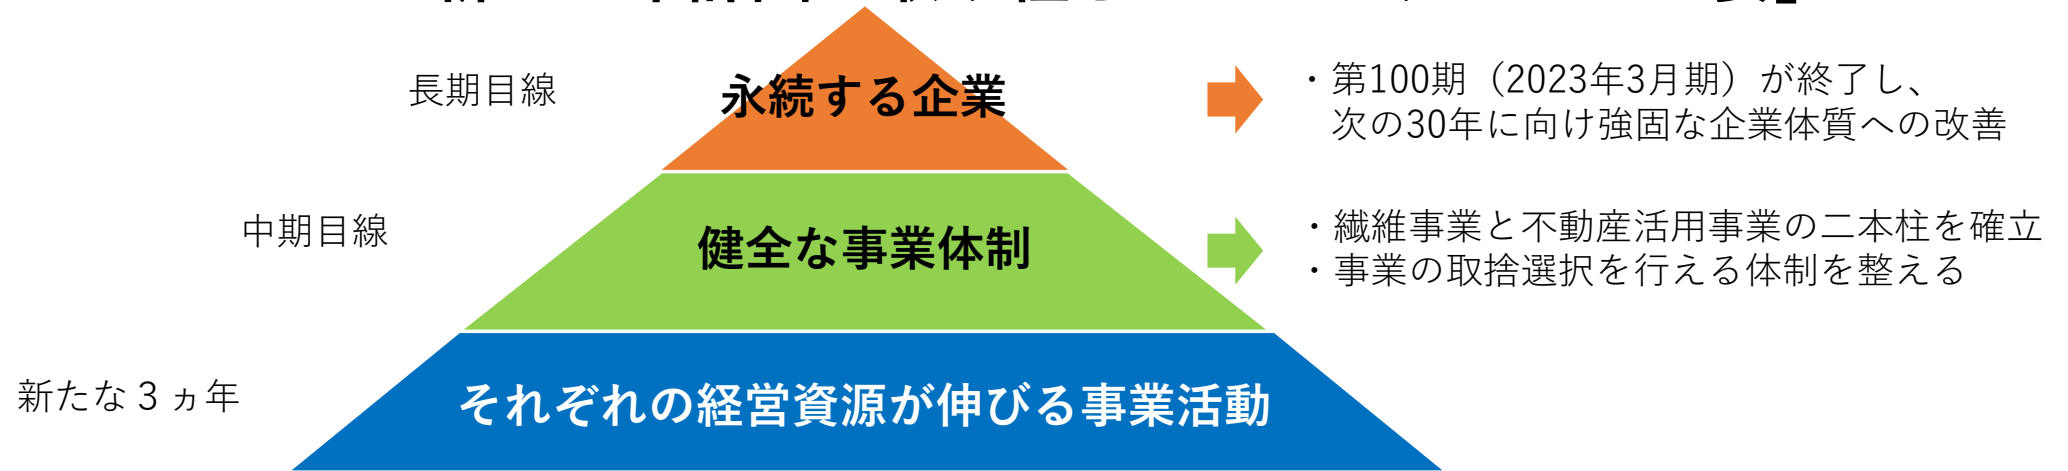 長期目線
永続する企業
・第100期（2023年3月期）が終了し、
次の30年に向け強固な企業体質への改善
中期目線
健全な事業体制
・繊維事業と不動産活用事業の二本柱を確立
・事業の取捨選択を行える体制を整える
新たな３ヵ年
それぞれの経営資源が伸びる事業活動